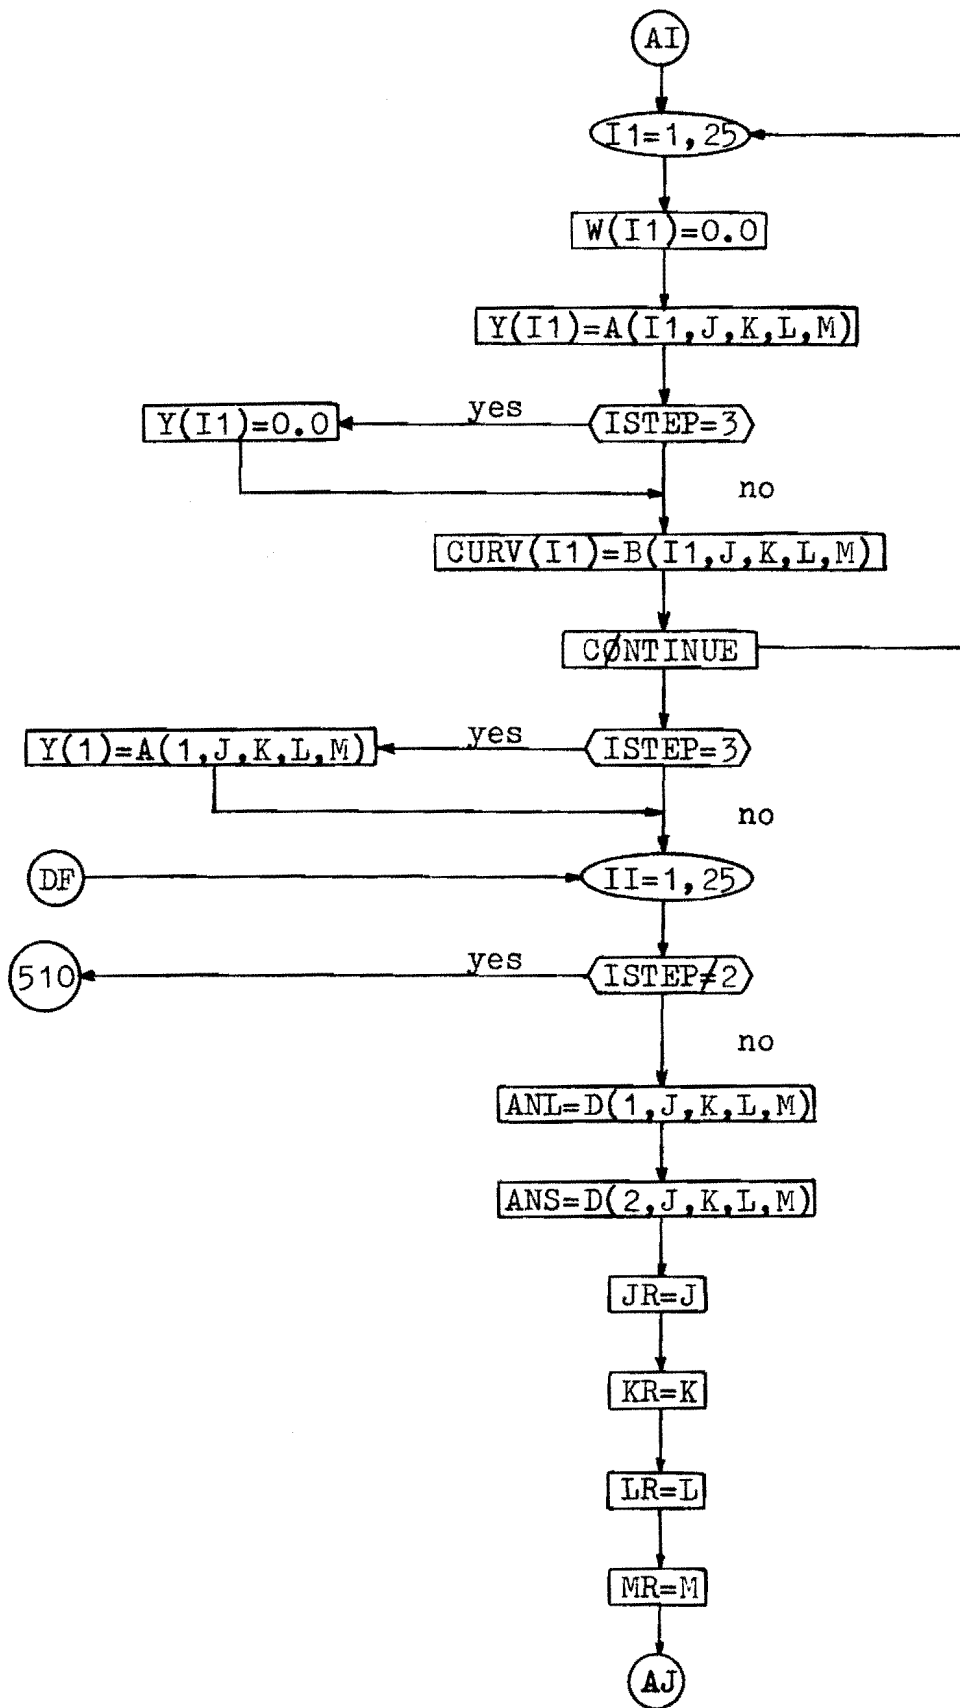 AI
I1=1,25
W(I1)=0.0
Y(I1)=A(I1,J,K,L,M)
Y(I1)=0.0
yes
ISTEP=3
no
CURV(I1)=B(I1,J,K,L,M)
CØNTINUE
Y(1)=A(1,J,K,L,M)
yes
ISTEP=3
no
DF
II=1,25
510
yes
ISTEP≠2
no
ANL=D(1,J,K,L,M)
ANS=D(2,J,K,L,M)
JR=J
KR=K
LR=L
MR=M
AJ